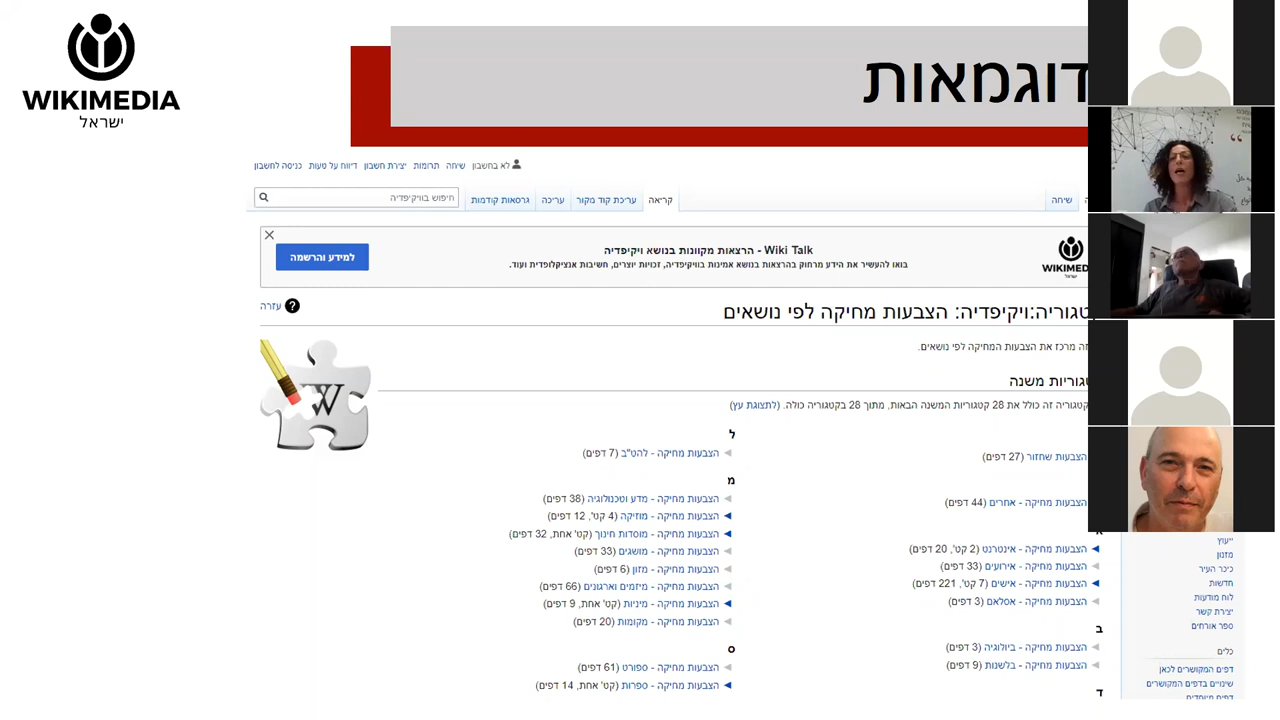 WIKIMEDIA
ישראל
דוגמאות
לא בחשבון שיחה תרומות יצירת חשבון דיווח על טעות כניסה לחשבון
שיחה
קריאה עריכת קוד מקור עריכה גרסאות קודמות
חיפוש בוויקיפדיה
Wiki Talk - הרצאות מקוונות בנושא ויקיפדיה
בואו להעשיר את הידע מרחוק בהרצאות בנושא אמינות בוויקיפדיה, זכויות יוצרים, חשיבות אנציקלופדית ועוד.
למידע והרשמה
ישראל
עזרה
טגוריה:ויקיפדיה: הצבעות מחיקה לפי נושאים
זה מרכז את הצבעות המחיקה לפי נושאים.
טגוריות משנה
קטגוריה זה כולל את 28 קטגוריות המשנה הבאות, מתוך 28 בקטגוריה כולה. (לתצוגת עץ)
הצבעות שחזור (27 דפים)
הצבעות מחיקה - אחרים (44 דפים)
א
הצבעות מחיקה - אינטרנט (2 קט', 20 דפים)
הצבעות מחיקה - אירועים (33 דפים)
הצבעות מחיקה - אישים (7 קט', 221 דפים)
הצבעות מחיקה - אסלאם (3 דפים)
ב
הצבעות מחיקה - ביולוגיה (3 דפים)
הצבעות מחיקה - בלשנות (9 דפים)
ד
ל
הצבעות מחיקה - להט"ב (7 דפים)
מ
הצבעות מחיקה - מדע וטכנולוגיה (38 דפים)
הצבעות מחיקה - מוזיקה (4 קט', 12 דפים)
הצבעות מחיקה - מוסדות חינוך (קט' אחת, 32 דפים)
הצבעות מחיקה - מושגים (33 דפים)
הצבעות מחיקה - מזון (6 דפים)
הצבעות מחיקה - מיזמים וארגונים (66 דפים)
הצבעות מחיקה - מיניות (קט' אחת, 9 דפים)
הצבעות מחיקה - מקומות (20 דפים)
ס
הצבעות מחיקה - ספורט (61 דפים)
הצבעות מחיקה - ספרות (קט' אחת, 14 דפים)
ייעוץ
מזנון
כיכר העיר
חדשות
לוח מודעות
יצירת קשר
ספר אורחים
כלים
דפים המקושרים לכאן
שינויים בדפים המקושרים
דפים מיוחדים